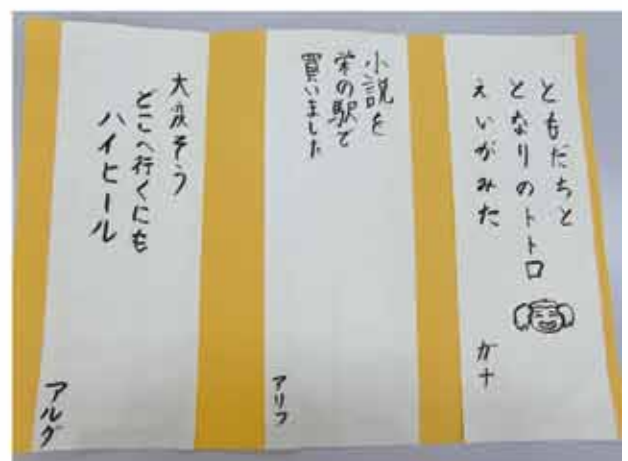 ともだちと
となりのトトロ
えいがみた
ガナ
小説を
栄の駅で
買いました
アリフ
大変そう
どこへ行くにも
ハイヒール
アルグ